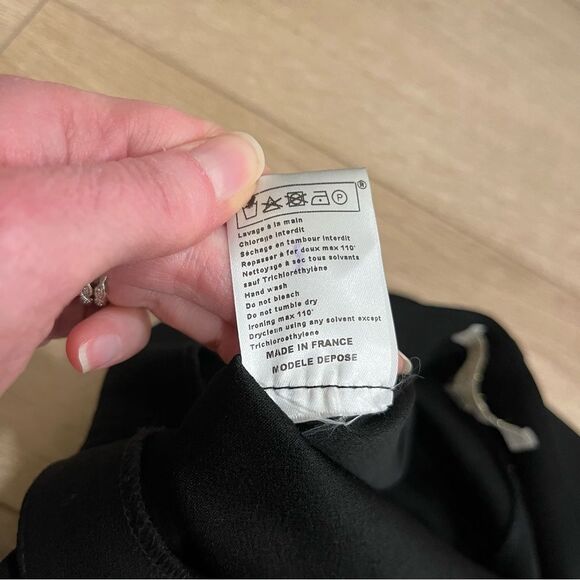 ®
P
Lavage à la main
Chlorage interdit
Séchage en tambour interdit
Repasser à fer doux max 110°
Nettoyage à sec tous solvants
sauf Trichloréthylène
Hand wash
Do not bleach
Do not tumble dry
Ironing max 110°
Dryclean using any solvent except
Trichloroethylene
MADE IN FRANCE
MODELE DEPOSE